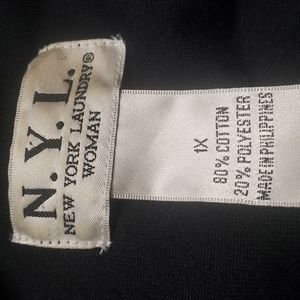 N.Y.L.
NEW YORK LAUNDRY®
WOMAN
1X
80% COTTON
20% POLYESTER
MADE IN PHILIPPINES